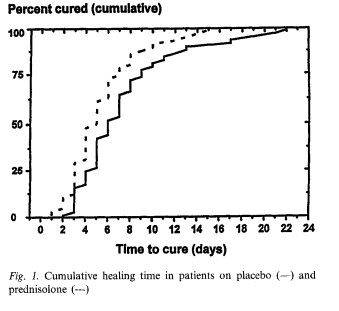 Percent cured (cumulative)
100
75
50
25
0
0 2 4 6 8 10 12 14 16 18 20 22 24
Time to cure (days)
Fig. 1. Cumulative healing time in patients on placebo (—) and
prednisolone (---)